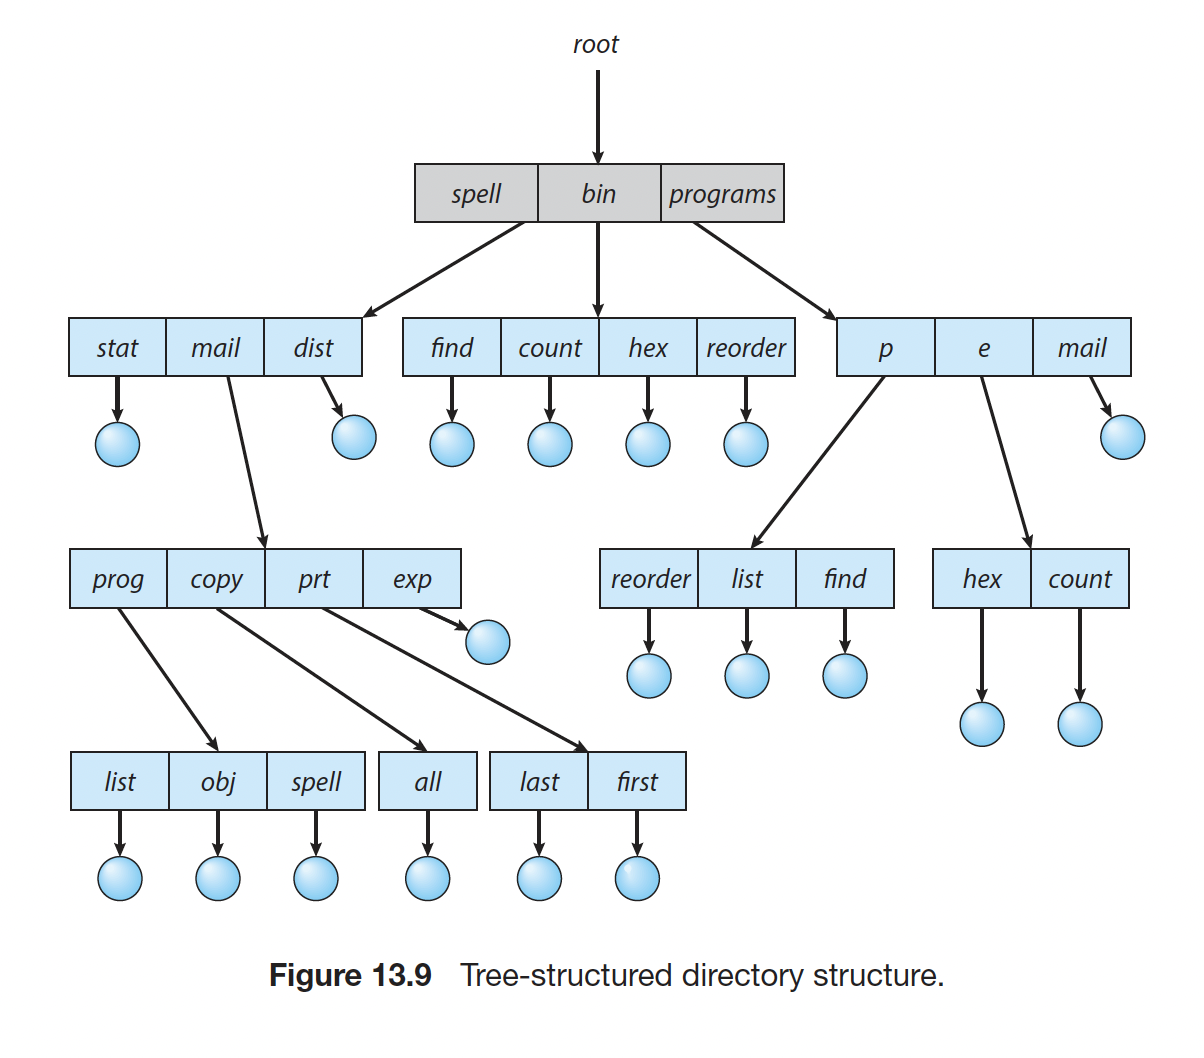 root
spell bin programs
stat mail dist find count hex reorder p e mail
prog copy prt exp reorder list find hex count
list obj spell all last first
Figure 13.9 Tree-structured directory structure.